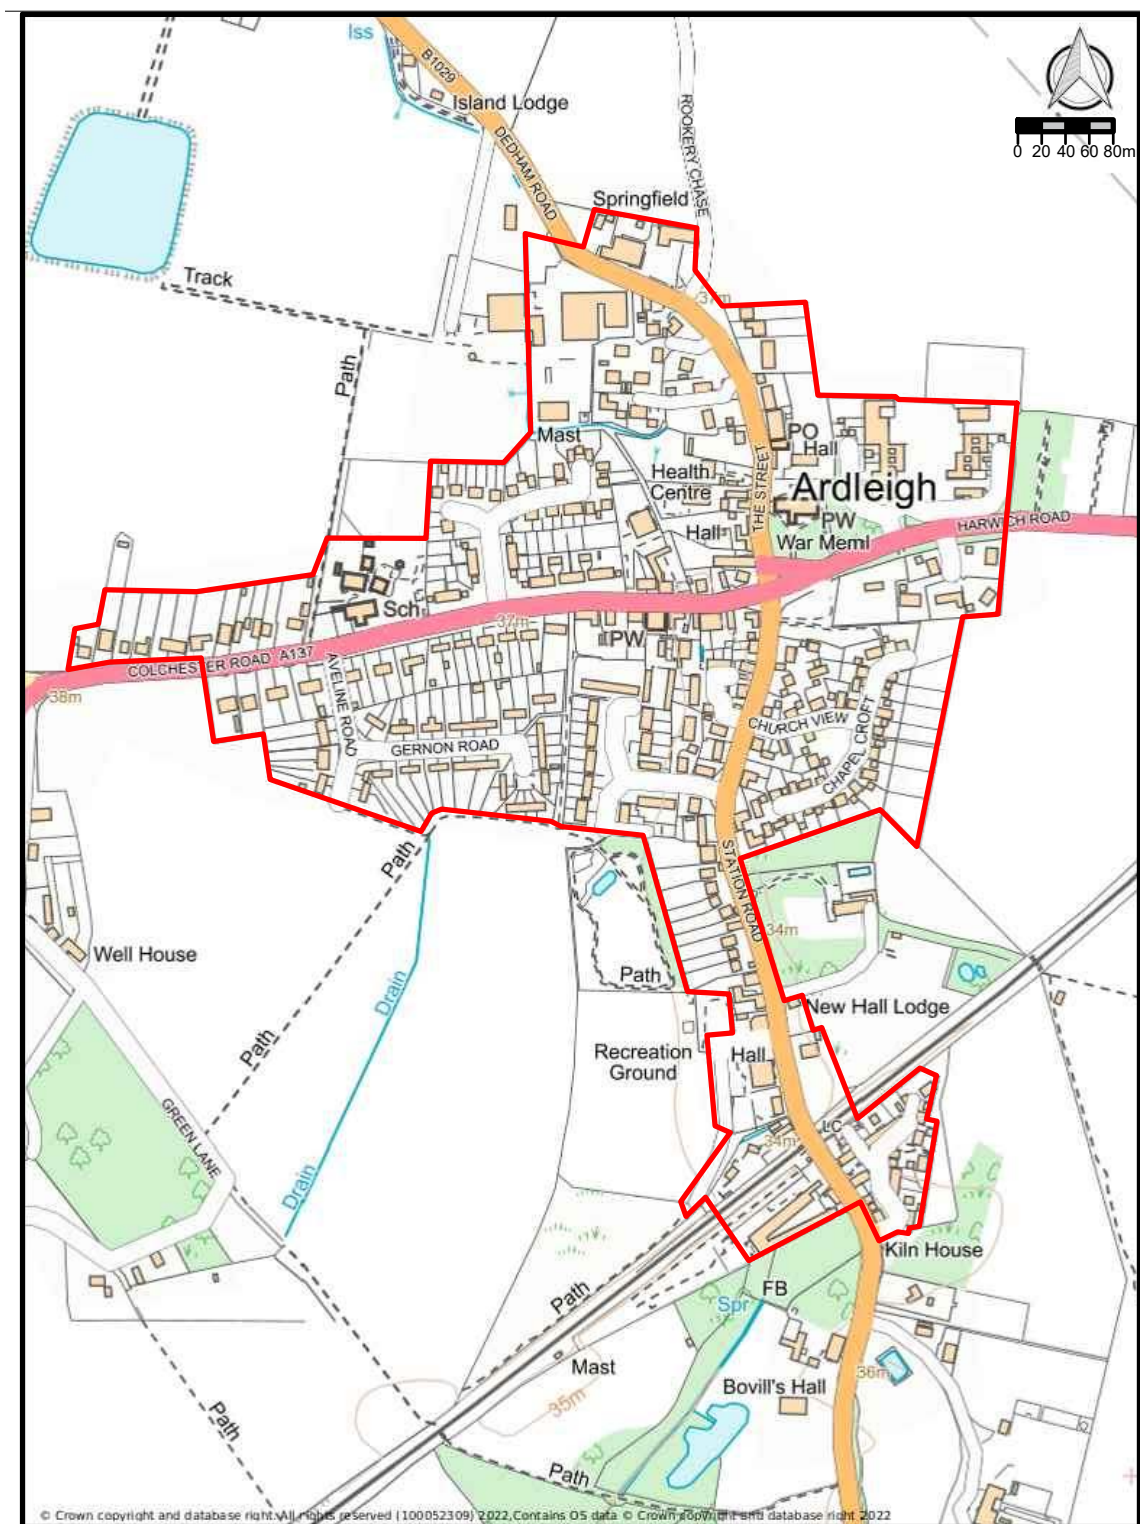 Iss
B1029
Island Lodge
DEDHAM ROAD
ROOKERY CHASE
0 20 40 60 80m
Springfield
Track
37m
Path
Mast
PO
Hall
Health
Centre
THE STREET
Ardleigh
PW
War Meml
HARWICH ROAD
Hall
Sch
37m
PW
COLCHESTER ROAD A137
38m
AVELINE ROAD
GERNON ROAD
CHURCH VIEW
CHAPEL CROFT
Path
STATION ROAD
34m
Well House
Drain
Path
New Hall Lodge
Path
Recreation
Ground
Hall
GREEN LANE
LC
34m
Drain
Kiln House
Path
FB
Spr
Mast
35m
36m
Bovill's Hall
Path
Path
© Crown copyright and database right. All rights reserved (100052309) 2022, Contains OS data © Crown copyright and database right 2022